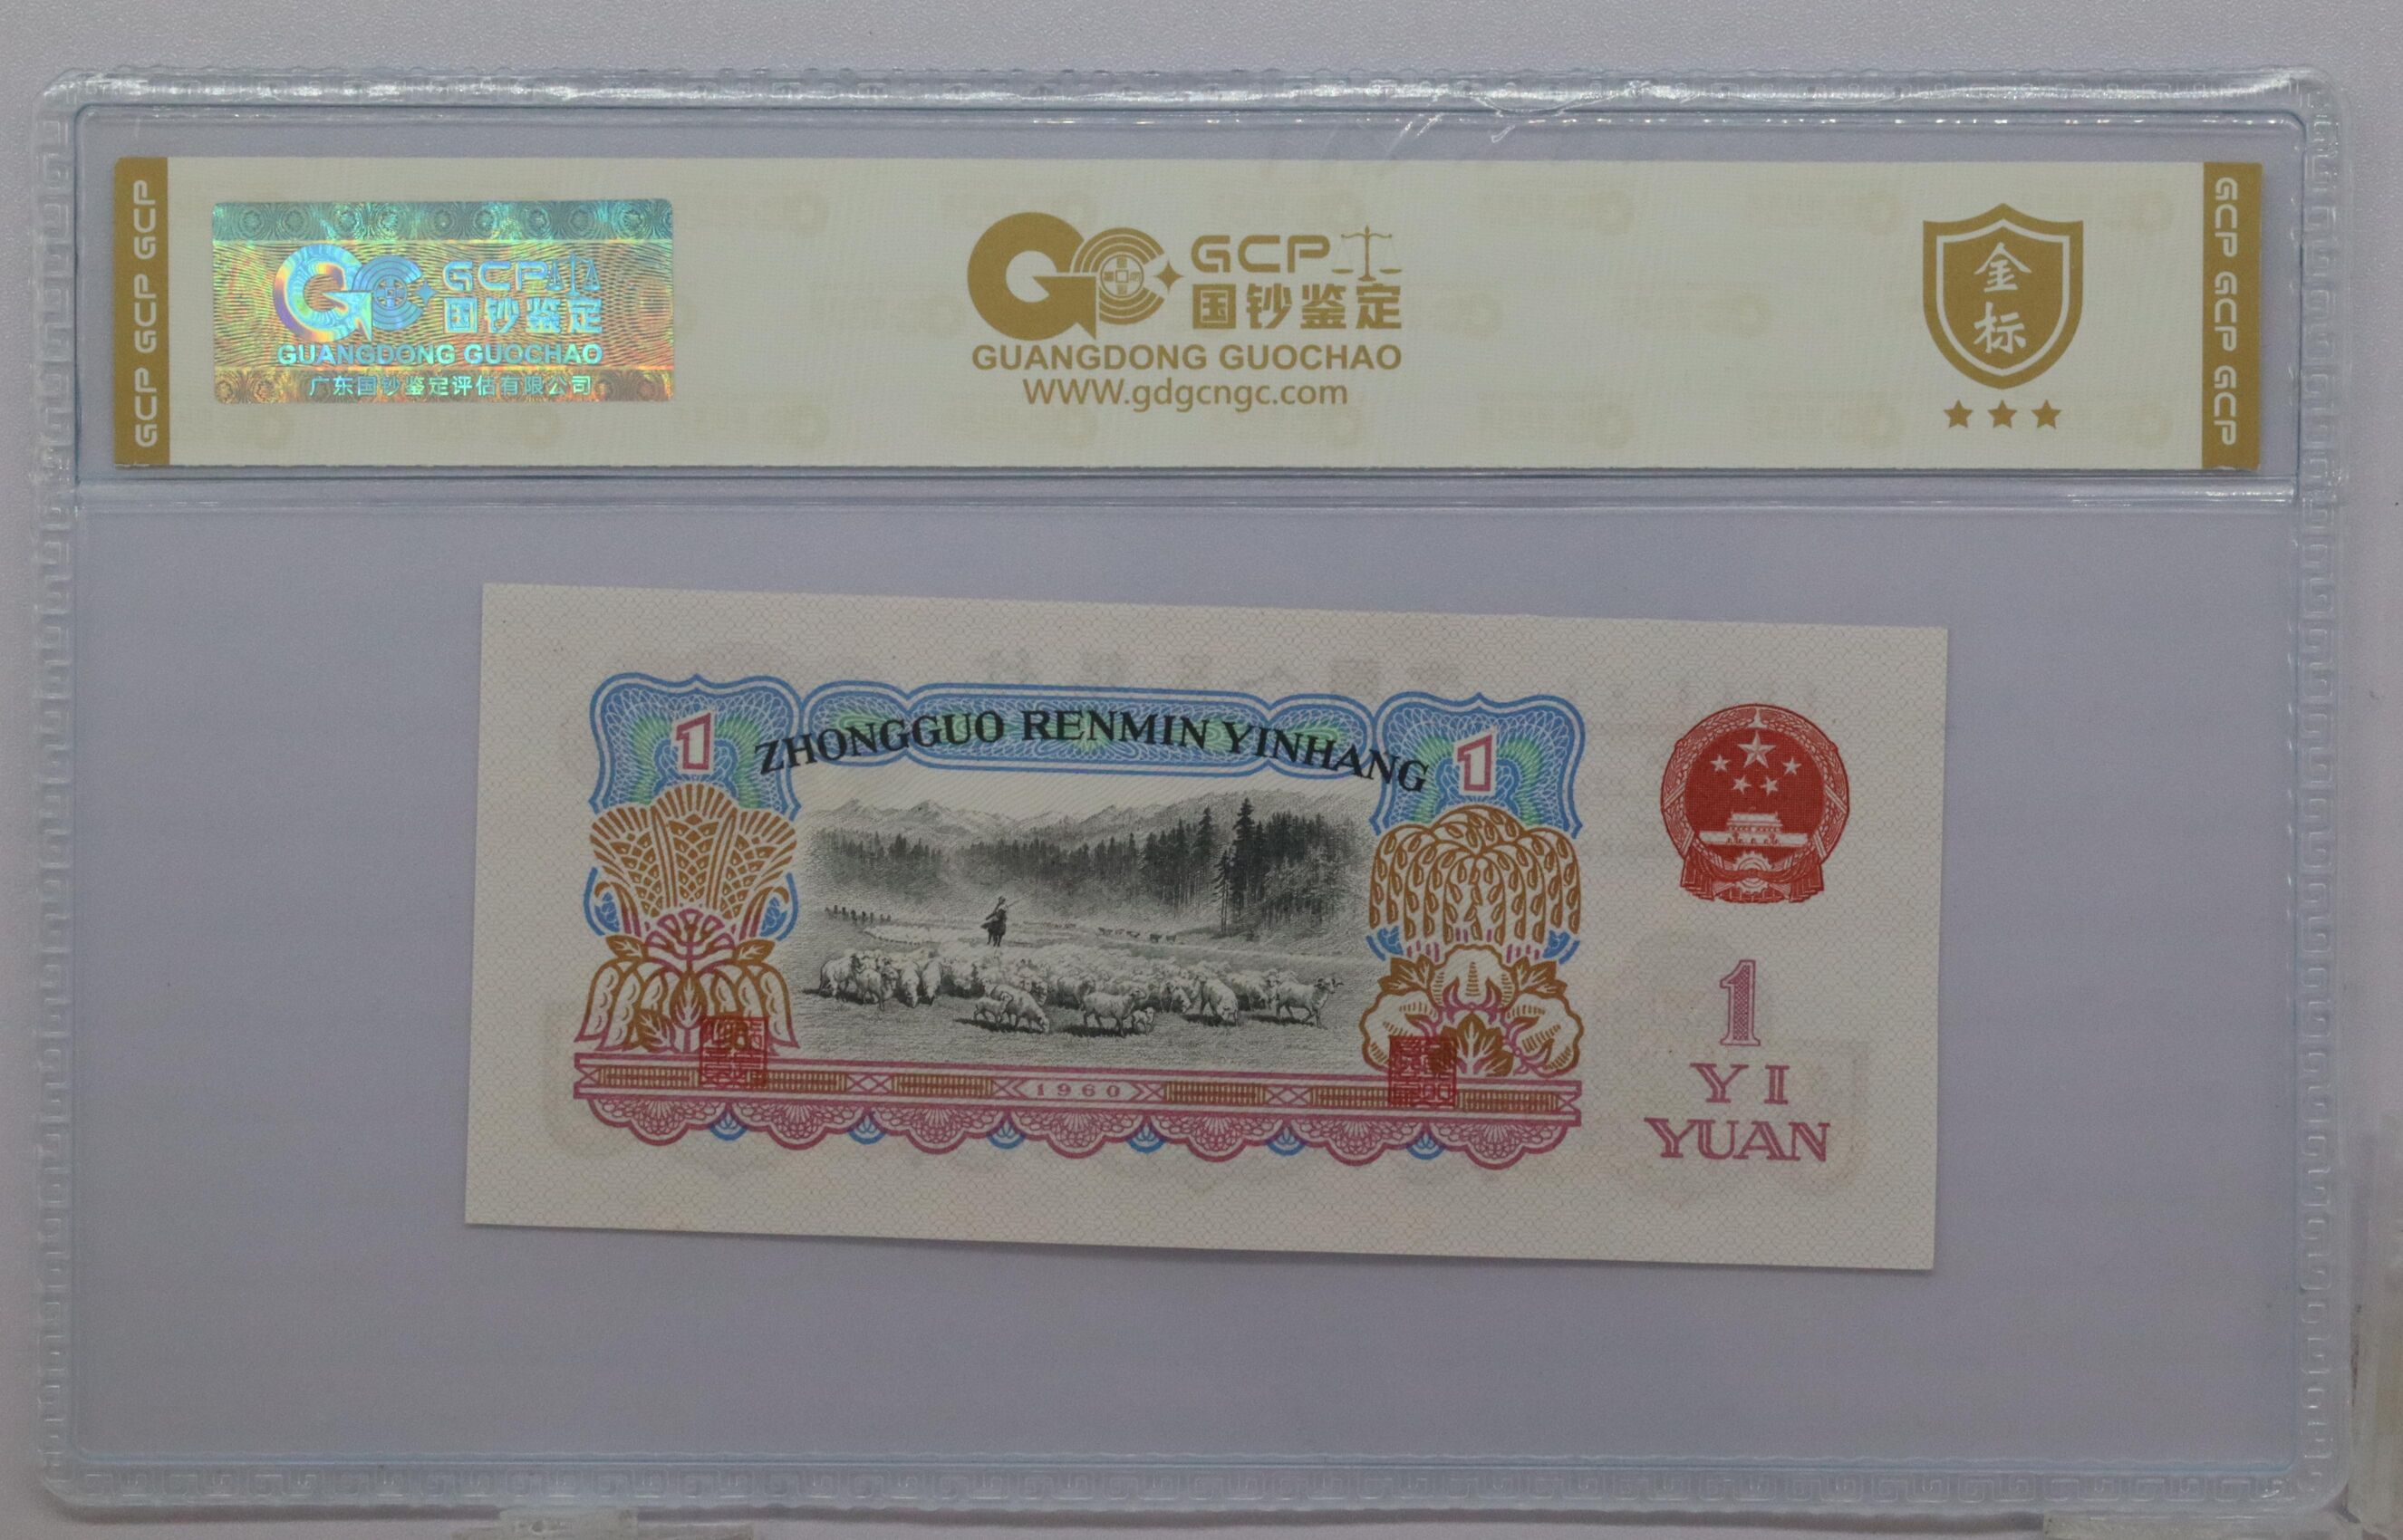 GCP GCP GCP
GCP
国钞鉴定
GUANGDONG GUOCHAO
广东国钞鉴定评估有限公司
GCP
国钞鉴定
GUANGDONG GUOCHAO
WWW.gdgcngc.com
金
标
GCP GCP GCP
1
ZHONGGUO RENMIN YINHANG
1
1960
1
YI
YUAN